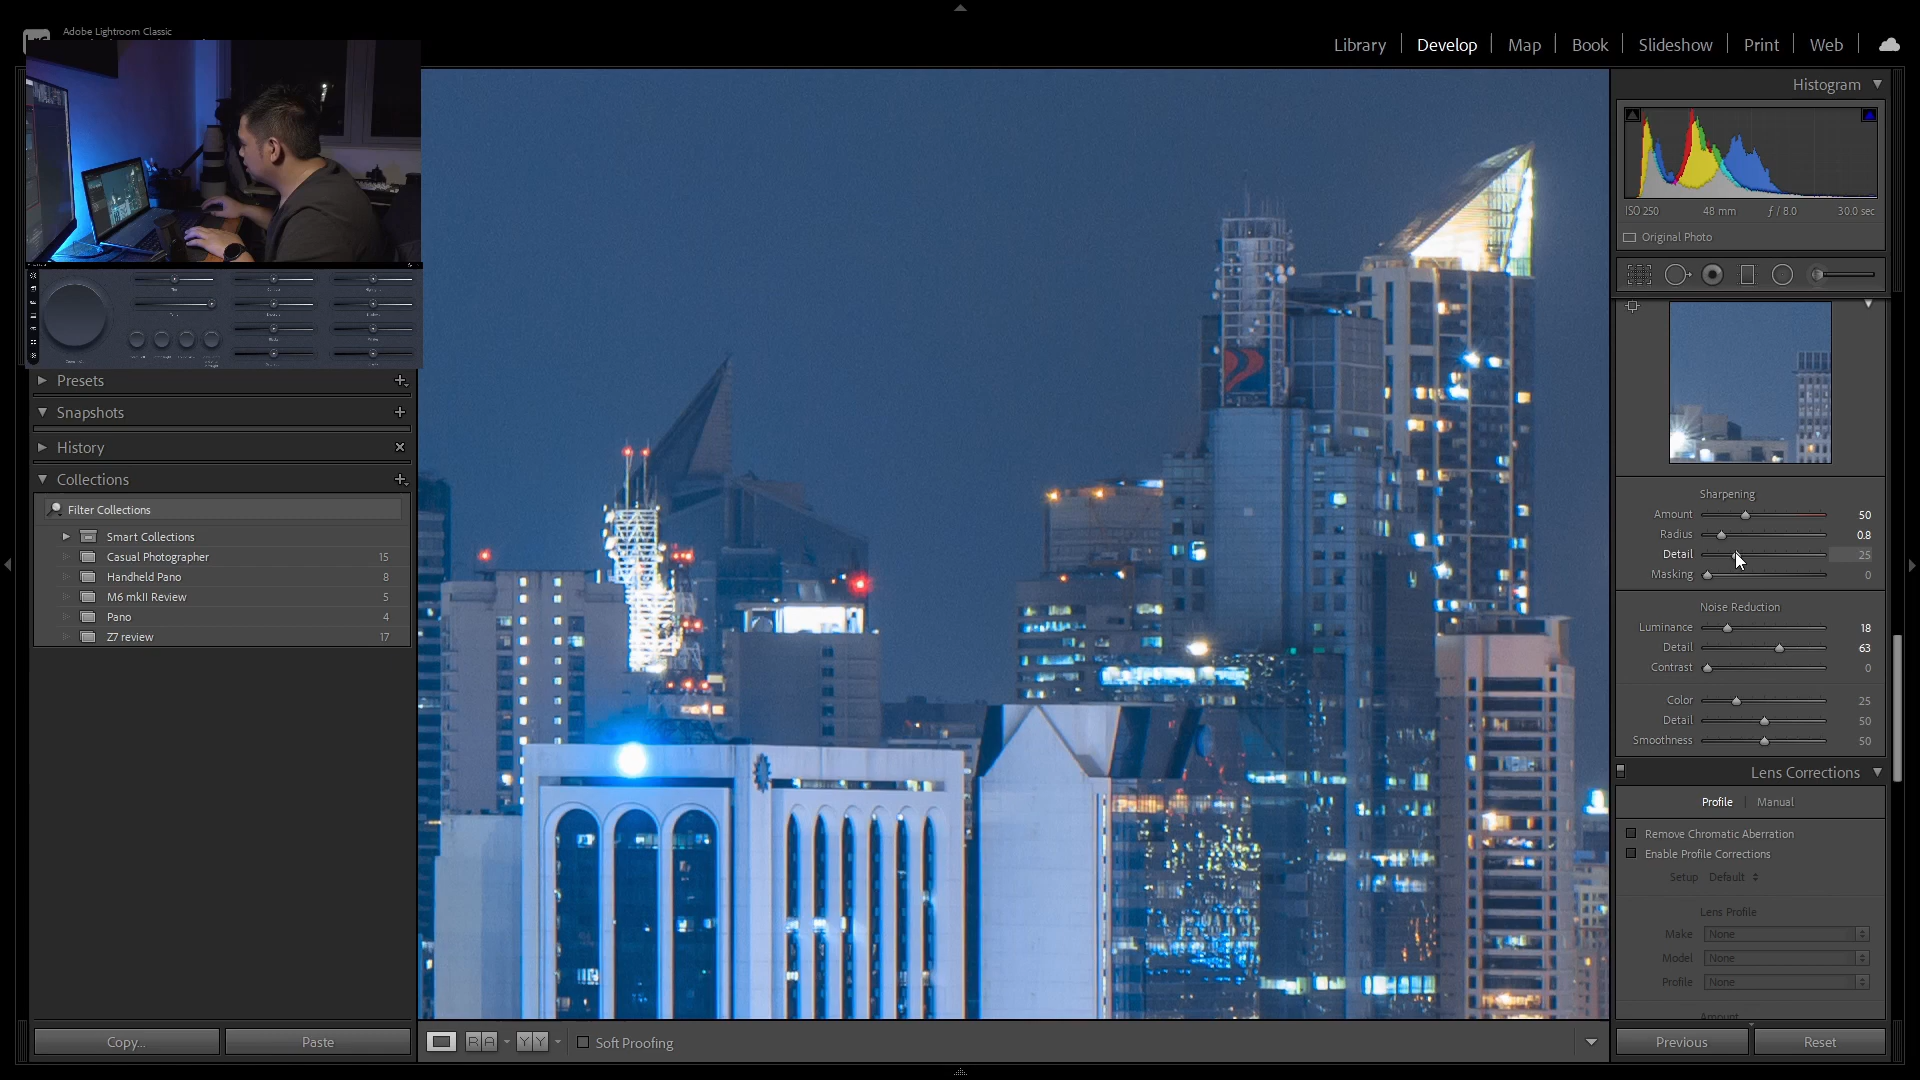 Adobe Lightroom Classic
Library Develop Map Book Slideshow Print Web
Histogram
ISO 250 48 mm ƒ / 8.0 30.0 sec
Original Photo
Presets
Snapshots
History
Collections
Filter Collections
Smart Collections
Casual Photographer 15
Handheld Pano 8
M6 mkII Review 5
Pano 4
Z7 review 17
Sharpening
Amount 50
Radius 0.8
Detail 25
Masking 0
Noise Reduction
Luminance 18
Detail 63
Contrast 0
Color 25
Detail 50
Smoothness 50
Lens Corrections
Profile Manual
Remove Chromatic Aberration
Enable Profile Corrections
Setup Default
Lens Profile
Make None
Model None
Profile None
Amount
Copy... Paste
R A Y Y Soft Proofing
Previous Reset